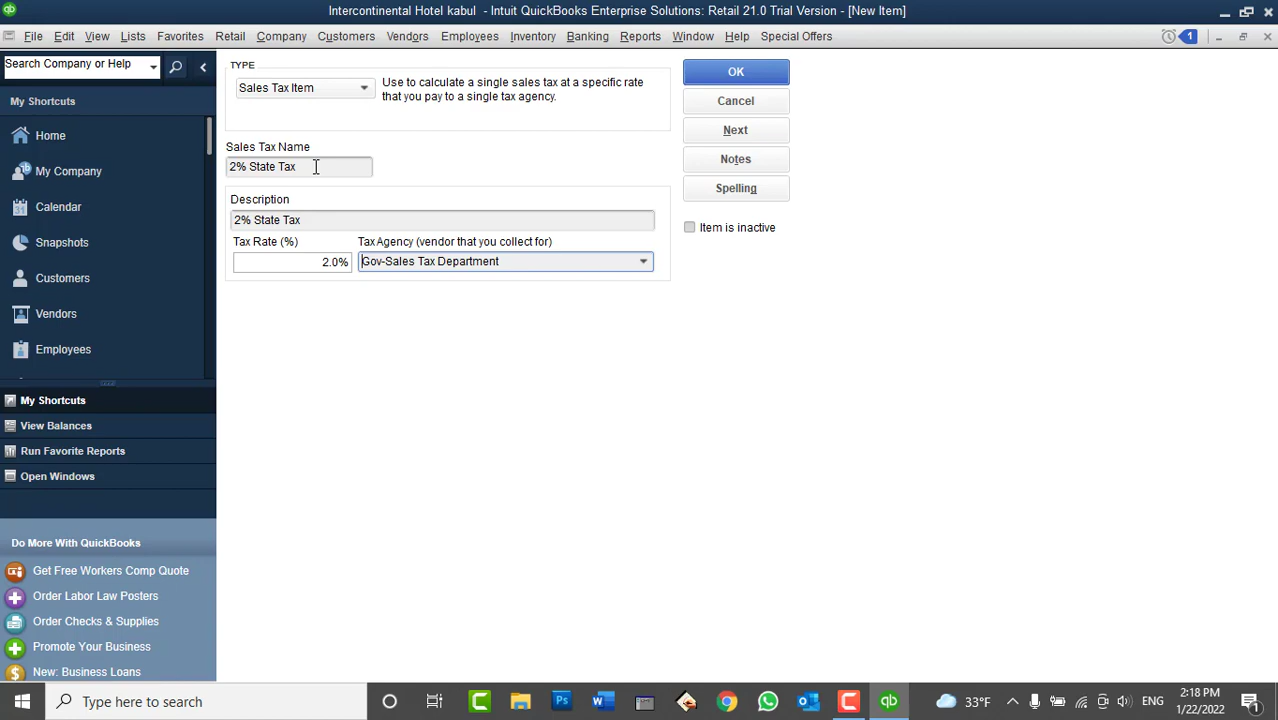 Intercontinental Hotel kabul - Intuit QuickBooks Enterprise Solutions: Retail 21.0 Trial Version - [New Item]
File Edit View Lists Favorites Retail Company Customers Vendors Employees Inventory Banking Reports Window Help Special Offers 1
Search Company or Help
My Shortcuts
Home
My Company
Calendar
Snapshots
Customers
Vendors
Employees
My Shortcuts
View Balances
Run Favorite Reports
Open Windows
Do More With QuickBooks
Get Free Workers Comp Quote
Order Labor Law Posters
Order Checks & Supplies
Promote Your Business
New: Business Loans
TYPE
Sales Tax Item
Use to calculate a single sales tax at a specific rate
that you pay to a single tax agency.
Sales Tax Name
2% State Tax
Description
2% State Tax
Tax Rate (%) Tax Agency (vendor that you collect for)
2.0% Gov-Sales Tax Department
OK
Cancel
Next
Notes
Spelling
Item is inactive
Type here to search
33°F ENG
2:18 PM
1/22/2022
1